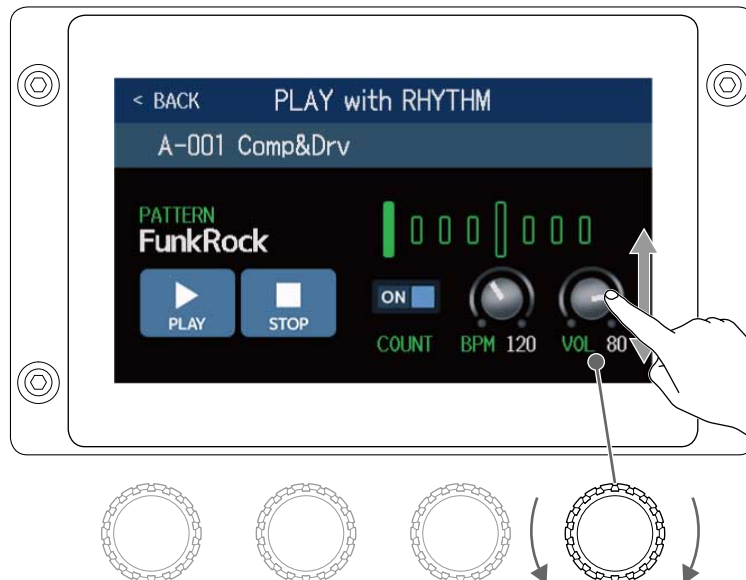 < BACK PLAY with RHYTHM
A-001 Comp&Drv
PATTERN
FunkRock
PLAY STOP
ON
COUNT BPM 120 VOL 80